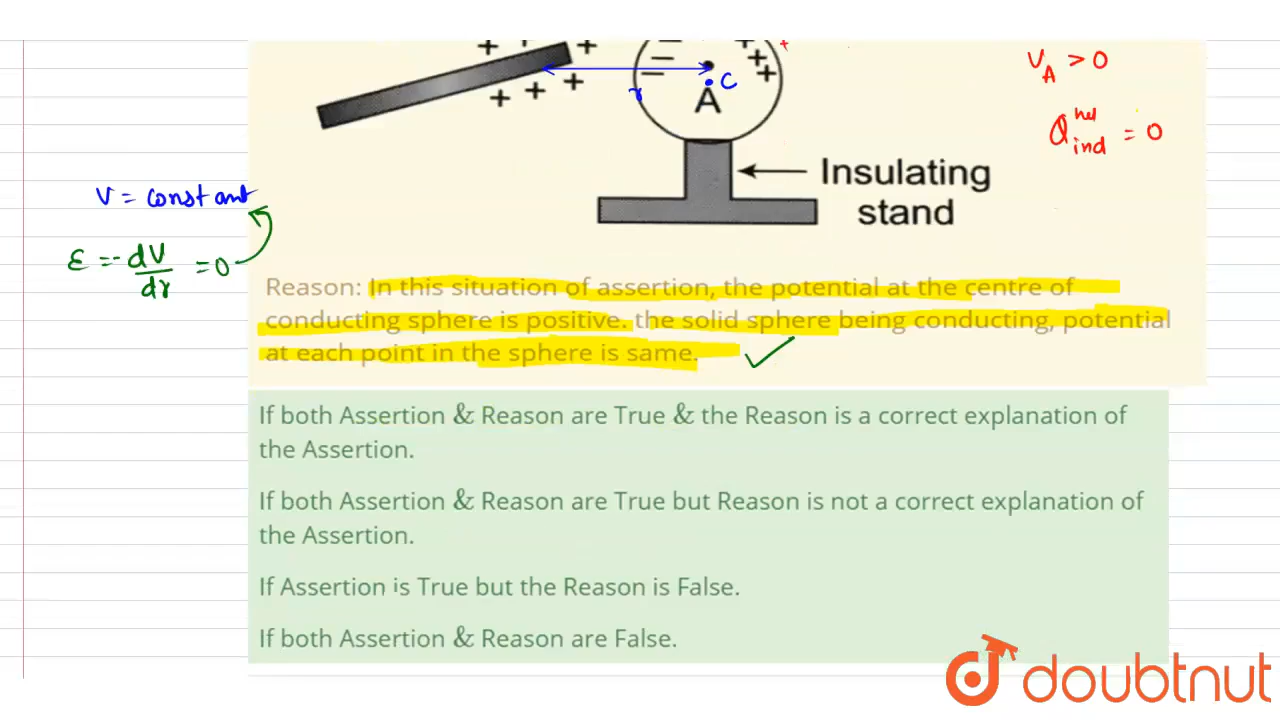 + + +
+ + +
− − −
+ + + +
r
C
A
V_A > 0
Q^net_ind = 0
Insulating
stand
V = constant
ε = -dV/dr = 0
Reason: In this situation of assertion, the potential at the centre of
conducting sphere is positive. the solid sphere being conducting, potential
at each point in the sphere is same.
If both Assertion & Reason are True & the Reason is a correct explanation of
the Assertion.
If both Assertion & Reason are True but Reason is not a correct explanation of
the Assertion.
If Assertion is True but the Reason is False.
If both Assertion & Reason are False.
doubtnut